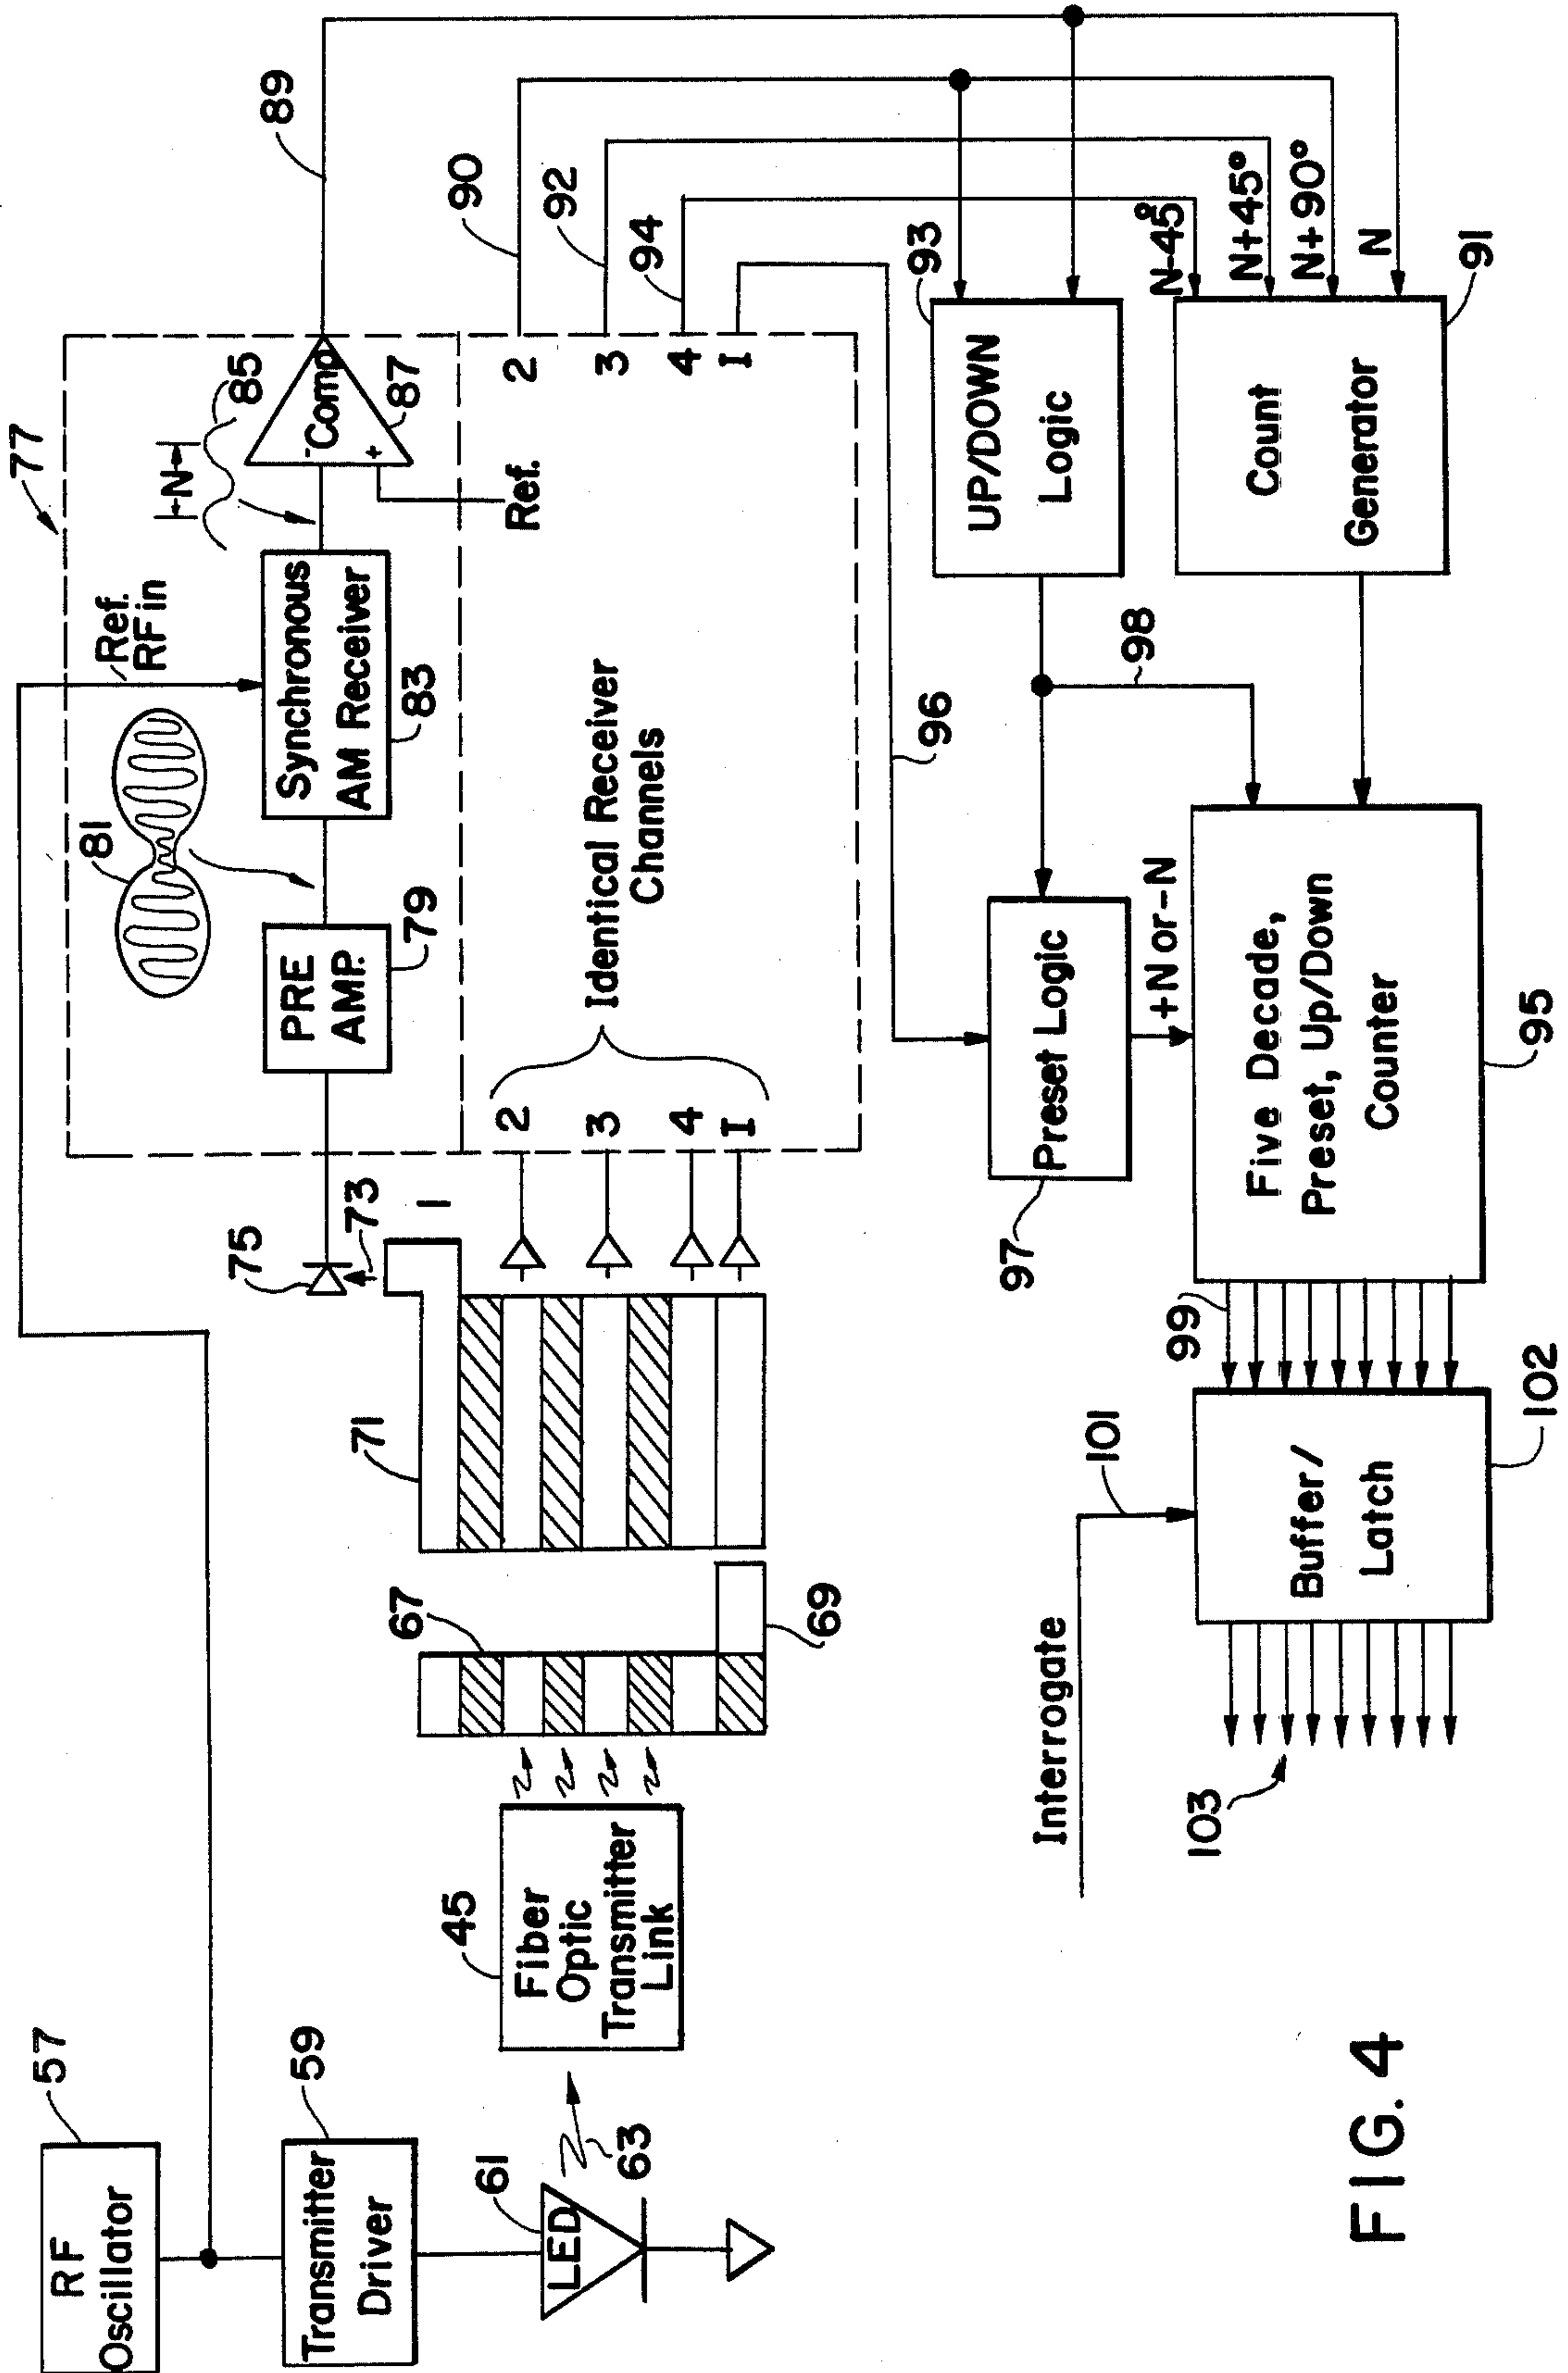 57
RF
Oscillator
59
Transmitter
Driver
61
LED
63
45
Fiber
Optic
Transmitter
Link
67
69
71
73
75
1
77
PRE
AMP.
79
81
Ref.
RF in
Synchronous
AM Receiver
83
N
85
-
Comp
+
87
Ref.
89
2
3
4
I
Identical Receiver
Channels
2
3
4
I
90
92
94
96
93
UP/DOWN
Logic
N-45°
N+45°
N+90°
N
Count
Generator
91
98
Preset Logic
97
+N or -N
Five Decade,
Preset, Up/Down
Counter
95
99
Interrogate
101
Buffer/
Latch
102
103
FIG. 4